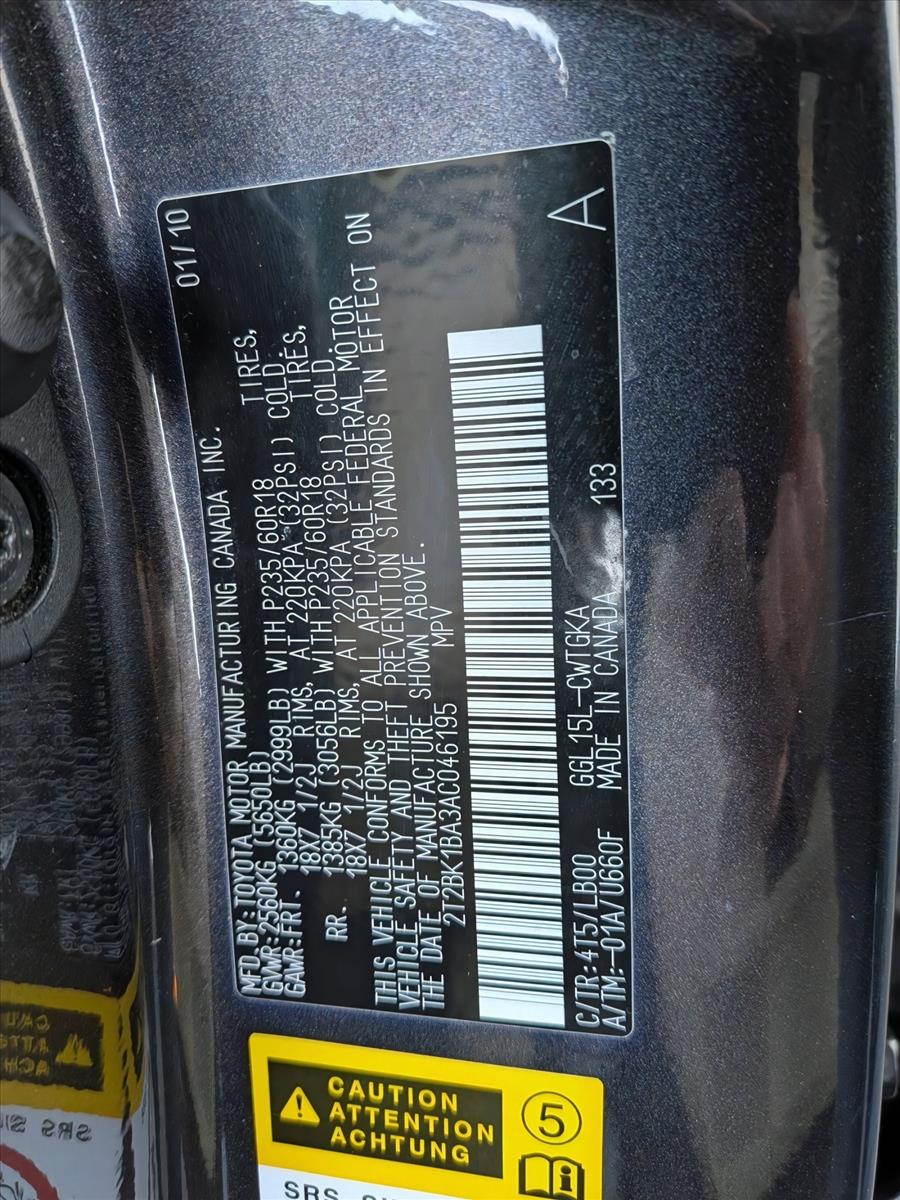 01/10
MFD.BY:TOYOTA MOTOR MANUFACTURING CANADA INC.
GVWR:2560KG (5650LB)
GAWR:FRT. 1360KG (2999LB) WITH P235/60R18 TIRES,
18X7 1/2J RIMS, AT 220KPA (32PSI) COLD.
RR. 1385KG (3056LB) WITH P235/60R18 TIRES,
18X7 1/2J RIMS, AT 220KPA (32PSI) COLD.
THIS VEHICLE CONFORMS TO ALL APPLICABLE FEDERAL MOTOR
VEHICLE SAFETY AND THEFT PREVENTION STANDARDS IN EFFECT ON
THE DATE OF MANUFACTURE SHOWN ABOVE.
2T2BK1BA3AC046195 MPV
C/TR:415/LB00 GGL15L-CWTGKA A
A/TM:-01A/U660F MADE IN CANADA 133
CAUTION
ATTENTION
ACHTUNG
5
SRS